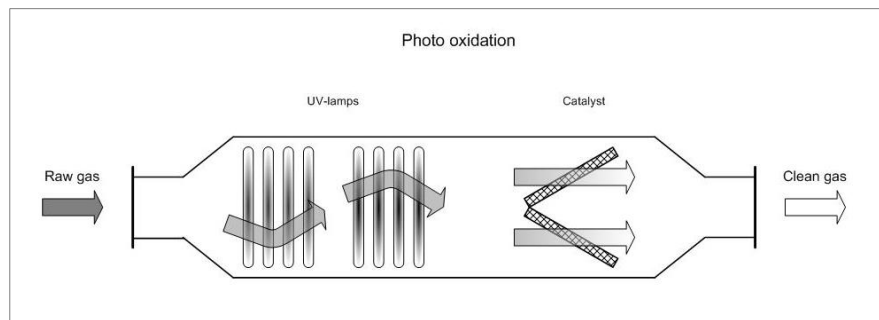 Photo oxidation
UV-lamps
Catalyst
Raw gas
Clean gas